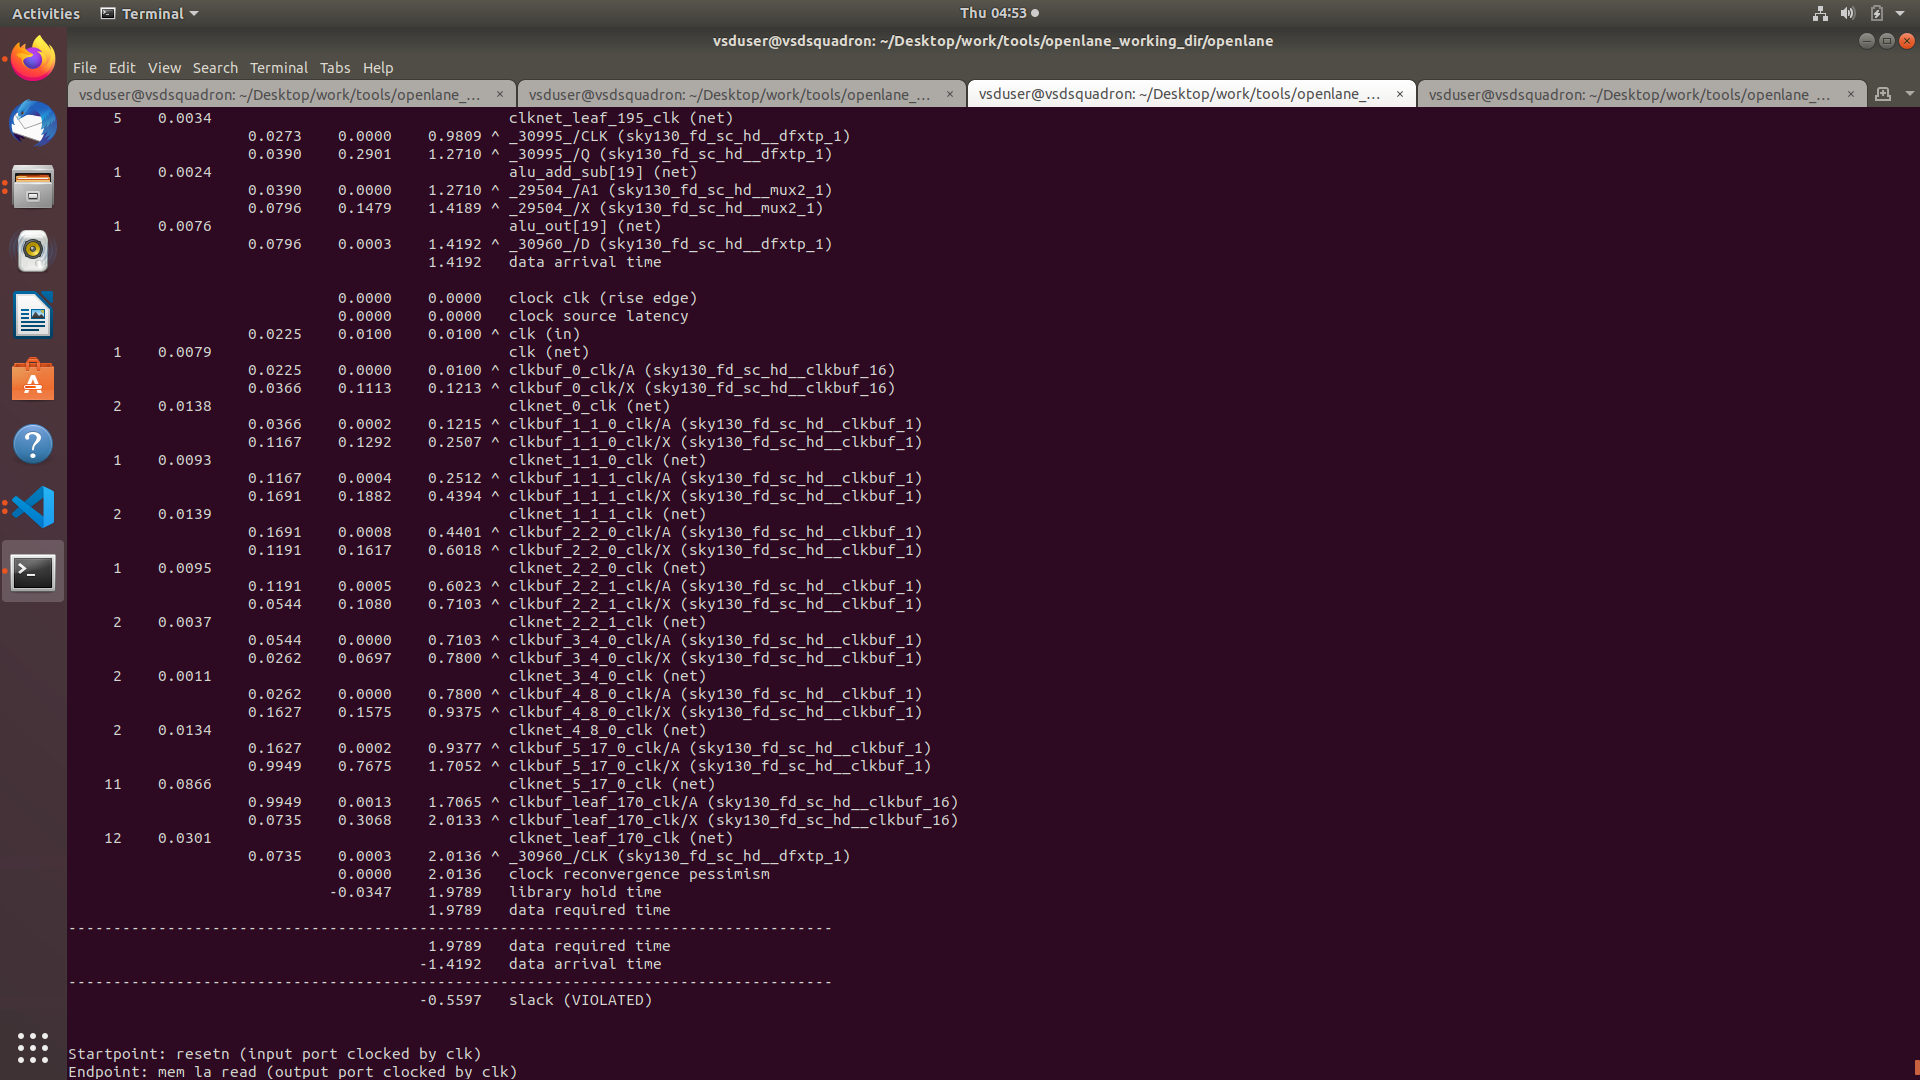 Activities Terminal Thu 04:53
vsduser@vsdsquadron: ~/Desktop/work/tools/openlane_working_dir/openlane
File Edit View Search Terminal Tabs Help
vsduser@vsdsquadron: ~/Desktop/work/tools/openlane_... × vsduser@vsdsquadron: ~/Desktop/work/tools/openlane_... × vsduser@vsdsquadron: ~/Desktop/work/tools/openlane_... × vsduser@vsdsquadron: ~/Desktop/work/tools/openlane_... ×
5 0.0034 clknet_leaf_195_clk (net)
0.0273 0.0000 0.9809 ^ _30995_/CLK (sky130_fd_sc_hd__dfxtp_1)
0.0390 0.2901 1.2710 ^ _30995_/Q (sky130_fd_sc_hd__dfxtp_1)
1 0.0024 alu_add_sub[19] (net)
0.0390 0.0000 1.2710 ^ _29504_/A1 (sky130_fd_sc_hd__mux2_1)
0.0796 0.1479 1.4189 ^ _29504_/X (sky130_fd_sc_hd__mux2_1)
1 0.0076 alu_out[19] (net)
0.0796 0.0003 1.4192 ^ _30960_/D (sky130_fd_sc_hd__dfxtp_1)
1.4192 data arrival time
0.0000 0.0000 clock clk (rise edge)
0.0000 0.0000 clock source latency
0.0225 0.0100 0.0100 ^ clk (in)
1 0.0079 clk (net)
0.0225 0.0000 0.0100 ^ clkbuf_0_clk/A (sky130_fd_sc_hd__clkbuf_16)
0.0366 0.1113 0.1213 ^ clkbuf_0_clk/X (sky130_fd_sc_hd__clkbuf_16)
2 0.0138 clknet_0_clk (net)
0.0366 0.0002 0.1215 ^ clkbuf_1_1_0_clk/A (sky130_fd_sc_hd__clkbuf_1)
0.1167 0.1292 0.2507 ^ clkbuf_1_1_0_clk/X (sky130_fd_sc_hd__clkbuf_1)
1 0.0093 clknet_1_1_0_clk (net)
0.1167 0.0004 0.2512 ^ clkbuf_1_1_1_clk/A (sky130_fd_sc_hd__clkbuf_1)
0.1691 0.1882 0.4394 ^ clkbuf_1_1_1_clk/X (sky130_fd_sc_hd__clkbuf_1)
2 0.0139 clknet_1_1_1_clk (net)
0.1691 0.0008 0.4401 ^ clkbuf_2_2_0_clk/A (sky130_fd_sc_hd__clkbuf_1)
0.1191 0.1617 0.6018 ^ clkbuf_2_2_0_clk/X (sky130_fd_sc_hd__clkbuf_1)
1 0.0095 clknet_2_2_0_clk (net)
0.1191 0.0005 0.6023 ^ clkbuf_2_2_1_clk/A (sky130_fd_sc_hd__clkbuf_1)
0.0544 0.1080 0.7103 ^ clkbuf_2_2_1_clk/X (sky130_fd_sc_hd__clkbuf_1)
2 0.0037 clknet_2_2_1_clk (net)
0.0544 0.0000 0.7103 ^ clkbuf_3_4_0_clk/A (sky130_fd_sc_hd__clkbuf_1)
0.0262 0.0697 0.7800 ^ clkbuf_3_4_0_clk/X (sky130_fd_sc_hd__clkbuf_1)
2 0.0011 clknet_3_4_0_clk (net)
0.0262 0.0000 0.7800 ^ clkbuf_4_8_0_clk/A (sky130_fd_sc_hd__clkbuf_1)
0.1627 0.1575 0.9375 ^ clkbuf_4_8_0_clk/X (sky130_fd_sc_hd__clkbuf_1)
2 0.0134 clknet_4_8_0_clk (net)
0.1627 0.0002 0.9377 ^ clkbuf_5_17_0_clk/A (sky130_fd_sc_hd__clkbuf_1)
0.9949 0.7675 1.7052 ^ clkbuf_5_17_0_clk/X (sky130_fd_sc_hd__clkbuf_1)
11 0.0866 clknet_5_17_0_clk (net)
0.9949 0.0013 1.7065 ^ clkbuf_leaf_170_clk/A (sky130_fd_sc_hd__clkbuf_16)
0.0735 0.3068 2.0133 ^ clkbuf_leaf_170_clk/X (sky130_fd_sc_hd__clkbuf_16)
12 0.0301 clknet_leaf_170_clk (net)
0.0735 0.0003 2.0136 ^ _30960_/CLK (sky130_fd_sc_hd__dfxtp_1)
0.0000 2.0136 clock reconvergence pessimism
-0.0347 1.9789 library hold time
1.9789 data required time
-------------------------------------------------------------------------------------
1.9789 data required time
-1.4192 data arrival time
-------------------------------------------------------------------------------------
-0.5597 slack (VIOLATED)
Startpoint: resetn (input port clocked by clk)
Endpoint: mem_la_read (output port clocked by clk)